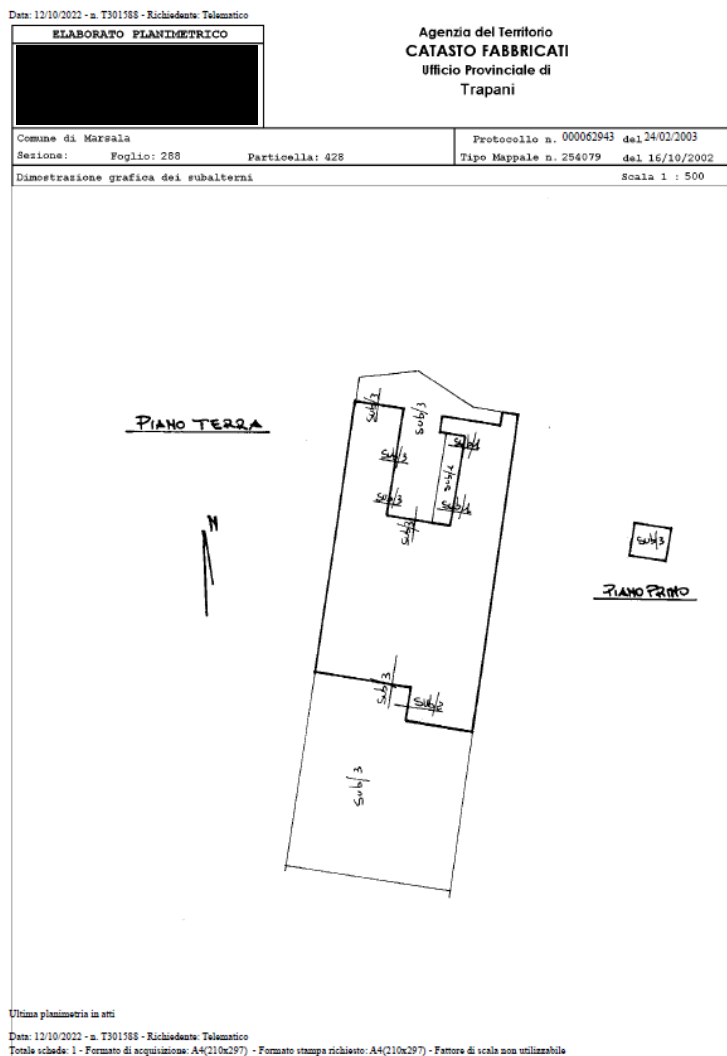 Data: 12/10/2022 - n. T301588 - Richiedente: Telematico
ELABORATO PLANIMETRICO
Agenzia del Territorio
CATASTO FABBRICATI
Ufficio Provinciale di
Trapani
Comune di Marsala
Protocollo n. 000062943 del 24/02/2003
Sezione: Foglio: 288 Particella: 428
Tipo Mappale n. 254079 del 16/10/2002
Dimostrazione grafica dei subalterni
Scala 1 : 500
Sub/3
Sub/3
PIANO TERRA
Sub/3
Sub/3
Sub/3
N
Sub/3
PIANO PRIMO
Sub/3
Sub/3
Ultima planimetria in atti
Data: 12/10/2022 - n. T301588 - Richiedente: Telematico
Totale schede: 1 - Formato di acquisizione: A4(210x297) - Formato stampa richiesto: A4(210x297) - Fattore di scala non utilizzabile